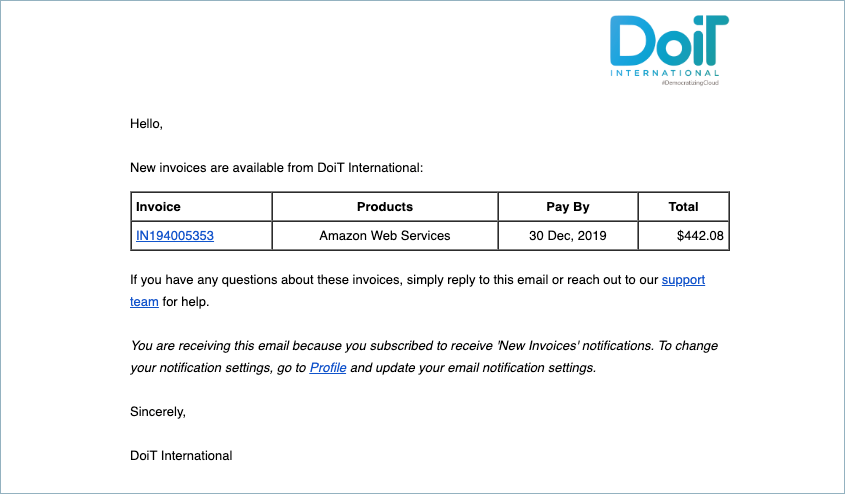 DoiT
INTERNATIONAL
#DemocratizingCloud
Hello,
New invoices are available from DoiT International:
Invoice Products Pay By Total
IN194005353 Amazon Web Services 30 Dec, 2019 $442.08
If you have any questions about these invoices, simply reply to this email or reach out to our support
team for help.
You are receiving this email because you subscribed to receive 'New Invoices' notifications. To change
your notification settings, go to Profile and update your email notification settings.
Sincerely,
DoiT International